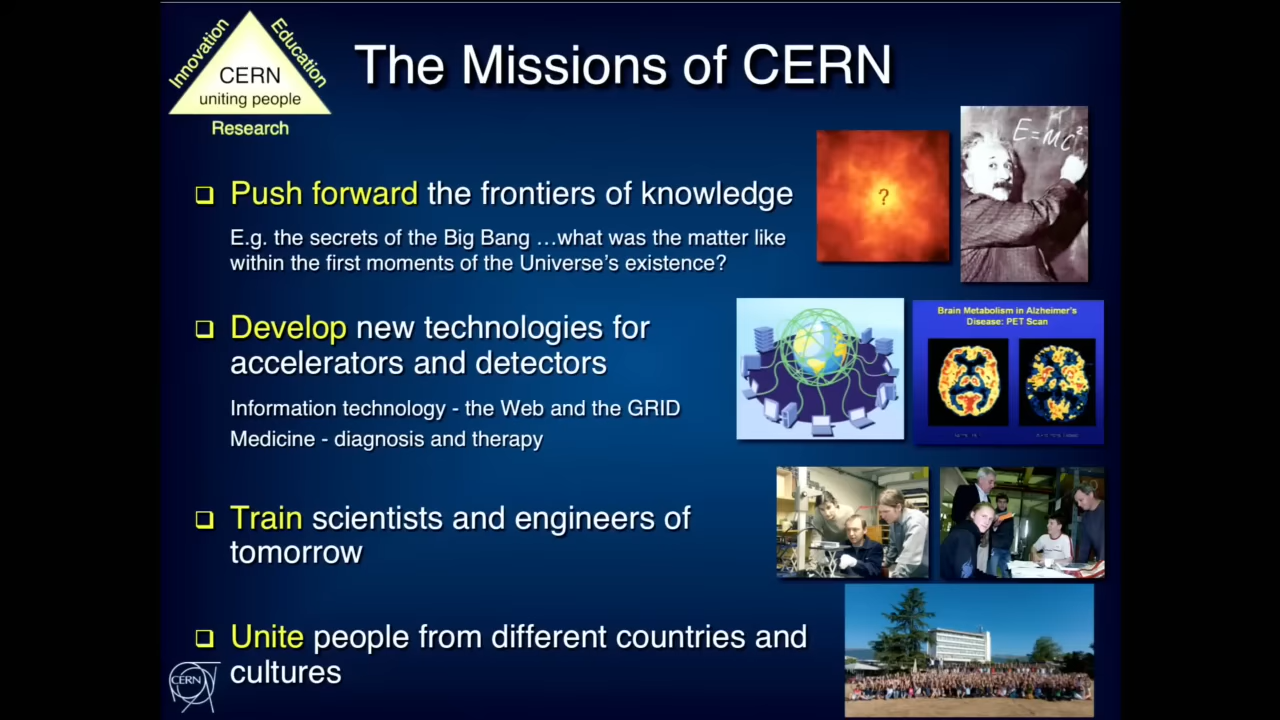 Innovation
Education
CERN
uniting people
Research
The Missions of CERN
E=mc²
?
❑ Push forward the frontiers of knowledge
E.g. the secrets of the Big Bang …what was the matter like
within the first moments of the Universe’s existence?
❑ Develop new technologies for
accelerators and detectors
Information technology - the Web and the GRID
Medicine - diagnosis and therapy
Brain Metabolism in Alzheimer's
Disease: PET Scan
❑ Train scientists and engineers of
tomorrow
❑ Unite people from different countries and
cultures
CERN